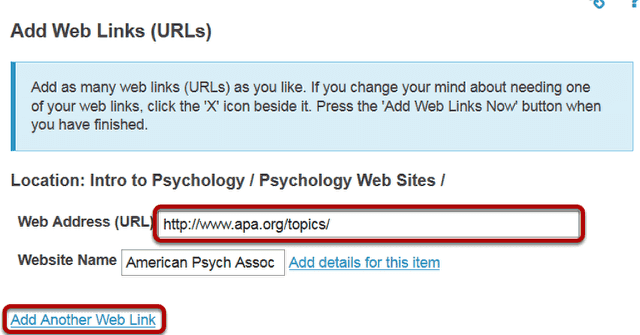 Add Web Links (URLs)
Add as many web links (URLs) as you like. If you change your mind about needing one
of your web links, click the 'X' icon beside it. Press the 'Add Web Links Now' button when
you have finished.
Location: Intro to Psychology / Psychology Web Sites /
Web Address (URL) http://www.apa.org/topics/
Website Name American Psych Assoc Add details for this item
Add Another Web Link